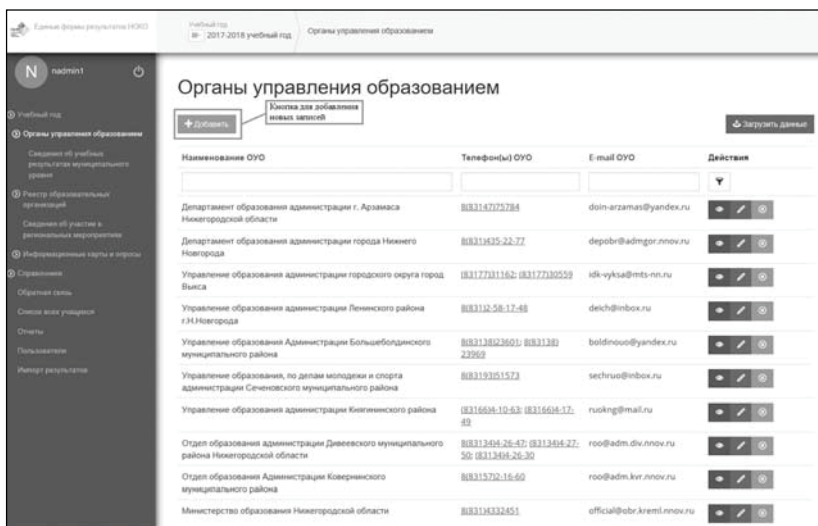 Единые формы результатов НОКО
Учебный год
2017-2018 учебный год
Органы управления образованием
N
nadmin1
Учебный год
Органы управления образованием
Сведения об учебных
результатах муниципального
уровня
Реестр образовательных
организаций
Сведения об участии в
региональных мероприятиях
Информационные карты и опросы
Справочники
Обратная связь
Список всех учащихся
Отчеты
Пользователи
Импорт результатов
Органы управления образованием
+ Добавить
Кнопка для добавления
новых записей
Загрузить данные
Наименование ОУО Телефон(ы) ОУО E-mail ОУО Действия
Департамент образования администрации г. Арзамаса
Нижегородской области
8(83147)75784 doin-arzamas@yandex.ru
Департамент образования администрации города Нижнего
Новгорода
8(831)435-22-77 depobr@admgor.nnov.ru
Управление образования администрации городского округа город
Выкса
(83177)31162; (83177)30559 idk-vyksa@mts-nn.ru
Управление образования администрации Ленинского района
г.Н.Новгорода
8(831)2-58-17-48 deich@inbox.ru
Управление образования Администрации Большеболдинского
муниципального района
8(83138)23601; 8(83138)
23969
boldinouo@yandex.ru
Управление образования, по делам молодежи и спорта
администрации Сеченовского муниципального района
8(83193)51573 sechruo@inbox.ru
Управление образования администрации Княгининского района
(83166)4-10-63; (83166)4-17-
49
ruokng@mail.ru
Отдел образования администрации Дивеевского муниципального
района Нижегородской области
8(83134)4-26-47; (83134)4-27-
50; (83134)4-26-30
roo@adm.div.nnov.ru
Отдел образования Администрации Ковернинского
муниципального района
8(83157)2-16-60 roo@adm.kvr.nnov.ru
Министерство образования Нижегородской области 8(831)4332451 official@obr.kreml.nnov.ru